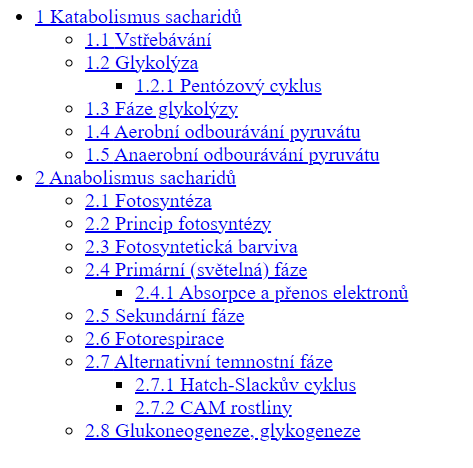 1 Katabolismus sacharidů
1.1 Vstřebávání
1.2 Glykolýza
1.2.1 Pentózový cyklus
1.3 Fáze glykolýzy
1.4 Aerobní odbourávání pyruvátu
1.5 Anaerobní odbourávání pyruvátu
2 Anabolismus sacharidů
2.1 Fotosyntéza
2.2 Princip fotosyntézy
2.3 Fotosyntetická barviva
2.4 Primární (světelná) fáze
2.4.1 Absorpce a přenos elektronů
2.5 Sekundární fáze
2.6 Fotorespirace
2.7 Alternativní temnostní fáze
2.7.1 Hatch-Slackův cyklus
2.7.2 CAM rostliny
2.8 Glukoneogeneze, glykogeneze